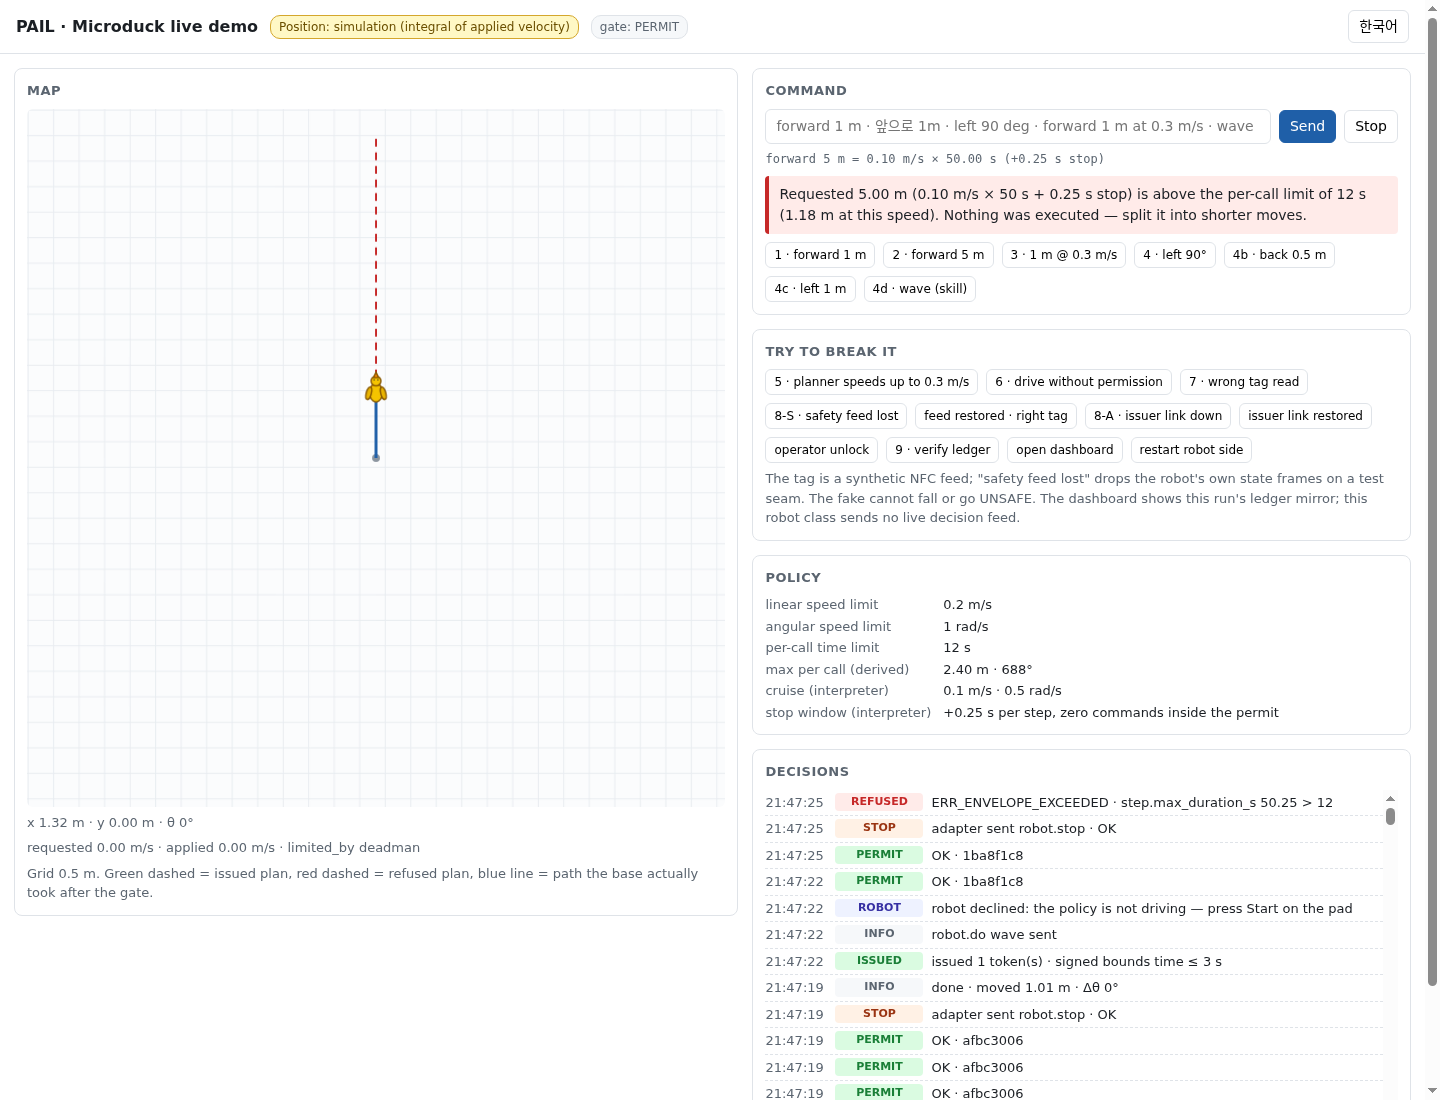 PAIL · Microduck live demo
Position: simulation (integral of applied velocity)
gate: PERMIT
한국어
MAP
x 1.32 m · y 0.00 m · θ 0°
requested 0.00 m/s · applied 0.00 m/s · limited_by deadman
Grid 0.5 m. Green dashed = issued plan, red dashed = refused plan, blue line = path the base actually
took after the gate.
COMMAND
forward 1 m · 앞으로 1m · left 90 deg · forward 1 m at 0.3 m/s · wave
Send
Stop
forward 5 m = 0.10 m/s × 50.00 s (+0.25 s stop)
Requested 5.00 m (0.10 m/s × 50 s + 0.25 s stop) is above the per-call limit of 12 s
(1.18 m at this speed). Nothing was executed — split it into shorter moves.
1 · forward 1 m
2 · forward 5 m
3 · 1 m @ 0.3 m/s
4 · left 90°
4b · back 0.5 m
4c · left 1 m
4d · wave (skill)
TRY TO BREAK IT
5 · planner speeds up to 0.3 m/s
6 · drive without permission
7 · wrong tag read
8-S · safety feed lost
feed restored · right tag
8-A · issuer link down
issuer link restored
operator unlock
9 · verify ledger
open dashboard
restart robot side
The tag is a synthetic NFC feed; "safety feed lost" drops the robot's own state frames on a test
seam. The fake cannot fall or go UNSAFE. The dashboard shows this run's ledger mirror; this
robot class sends no live decision feed.
POLICY
linear speed limit 0.2 m/s
angular speed limit 1 rad/s
per-call time limit 12 s
max per call (derived) 2.40 m · 688°
cruise (interpreter) 0.1 m/s · 0.5 rad/s
stop window (interpreter) +0.25 s per step, zero commands inside the permit
DECISIONS
21:47:25 REFUSED ERR_ENVELOPE_EXCEEDED · step.max_duration_s 50.25 > 12
21:47:25 STOP adapter sent robot.stop · OK
21:47:25 PERMIT OK · 1ba8f1c8
21:47:22 PERMIT OK · 1ba8f1c8
21:47:22 ROBOT robot declined: the policy is not driving — press Start on the pad
21:47:22 INFO robot.do wave sent
21:47:22 ISSUED issued 1 token(s) · signed bounds time ≤ 3 s
21:47:19 INFO done · moved 1.01 m · Δθ 0°
21:47:19 STOP adapter sent robot.stop · OK
21:47:19 PERMIT OK · afbc3006
21:47:19 PERMIT OK · afbc3006
21:47:19 PERMIT OK · afbc3006